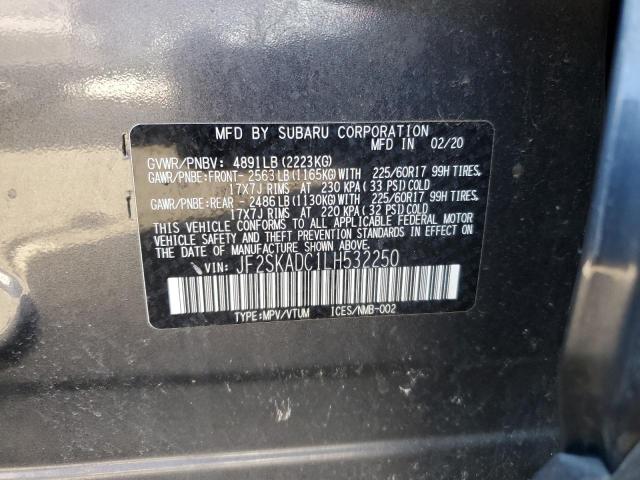 MFD BY SUBARU CORPORATION
MFD IN 02/20
GVWR/PNBV: 4891LB(2223KG)
GAWR/PNBE:FRONT- 2563LB(1165KG)WITH 225/60R17 99H TIRES,
17X7J RIMS AT 230 KPA(33 PSI)COLD
GAWR/PNBE:REAR - 2486LB(1130KG)WITH 225/60R17 99H TIRES,
17X7J RIMS AT 220 KPA(32 PSI)COLD
THIS VEHICLE CONFORMS TO ALL APPLICABLE FEDERAL MOTOR
VEHICLE SAFETY AND THEFT PREVENTION STANDARDS IN EFFECT
ON THE DATE OF MANUFACTURE SHOWN ABOVE.
VIN: JF2SKADC1LH532250
TYPE:MPV/VTUM ICES/NMB-002